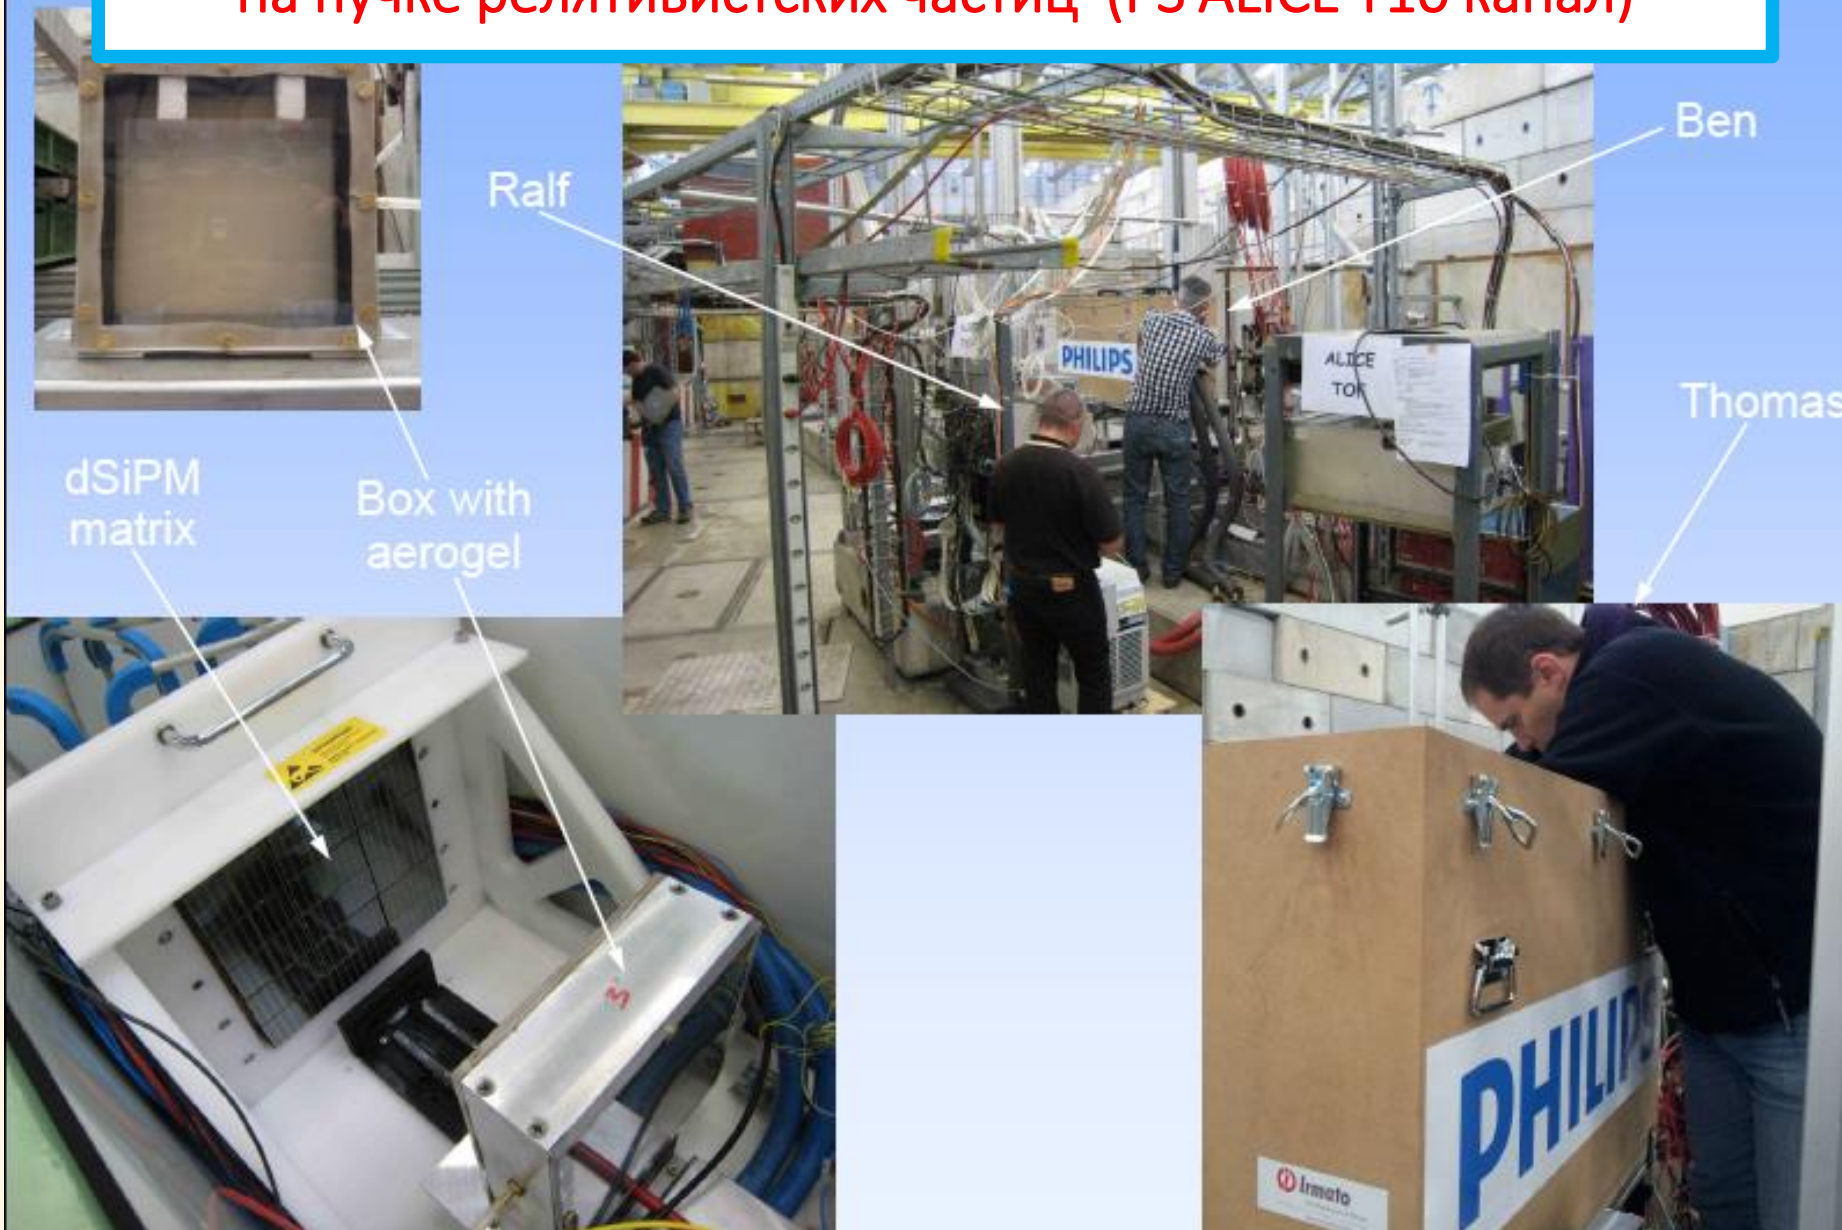 на пучке релятивистских частиц (PS ALICE T10 канал)
Ben
Ralf
PHILIPS
ALICE
TOF
Thomas
dSiPM
matrix
Box with
aerogel
3
PHILIPS
Irmato